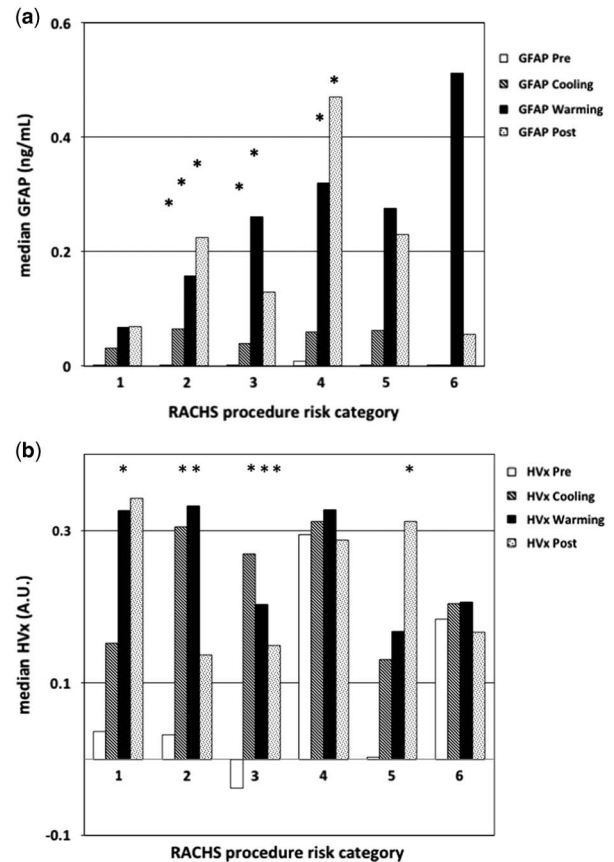 (a)
0.6
GFAP Pre
GFAP Cooling
GFAP Warming
GFAP Post
*
*
0.4
median GFAP (ng/mL)
*
*
*
*
*
0.2
0
1 2 3 4 5 6
RACHS procedure risk category
(b)
* ** *** *
HVx Pre
HVx Cooling
HVx Warming
HVx Post
0.3
median HVx (A.U.)
0.1
1 2 3 4 5 6
-0.1
RACHS procedure risk category